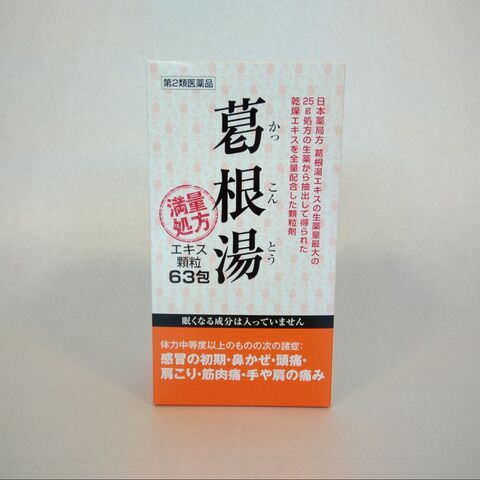 第2類医薬品
日本薬局方 葛根湯エキスの生薬量最大の
25g処方の生薬から抽出して得られた
乾燥エキスを全量配合した顆粒剤
葛根湯
かっ
こん
とう
満量
処方
エキス
顆粒
63包
眠くなる成分は入っていません
体力中等度以上のものの次の諸症:
感冒の初期・鼻かぜ・頭痛・
肩こり・筋肉痛・手や肩の痛み